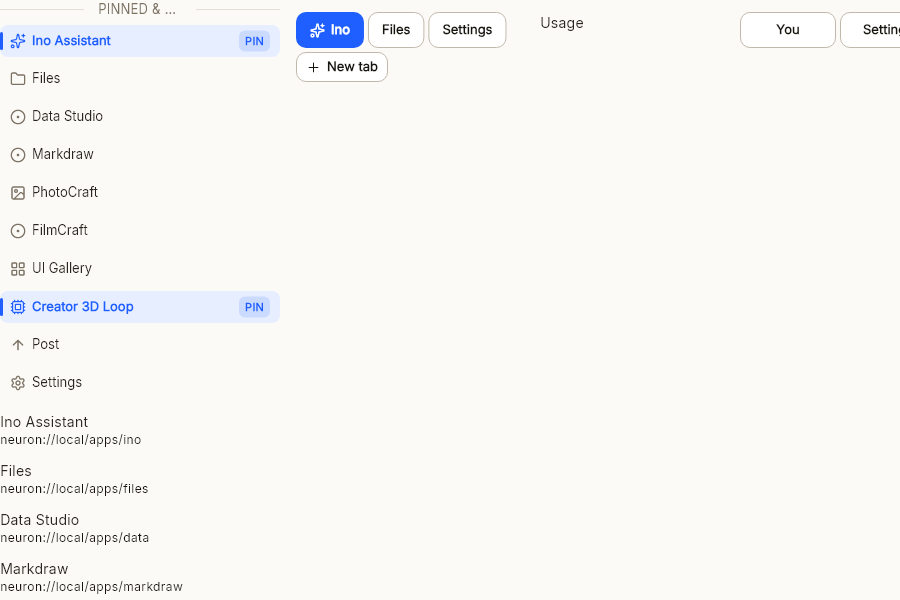 PINNED & ...
Ino Assistant PIN
Files
Data Studio
Markdraw
PhotoCraft
FilmCraft
UI Gallery
Creator 3D Loop PIN
Post
Settings
Ino Assistant
neuron://local/apps/ino
Files
neuron://local/apps/files
Data Studio
neuron://local/apps/data
Markdraw
neuron://local/apps/markdraw
Ino Files Settings Usage You
New tab